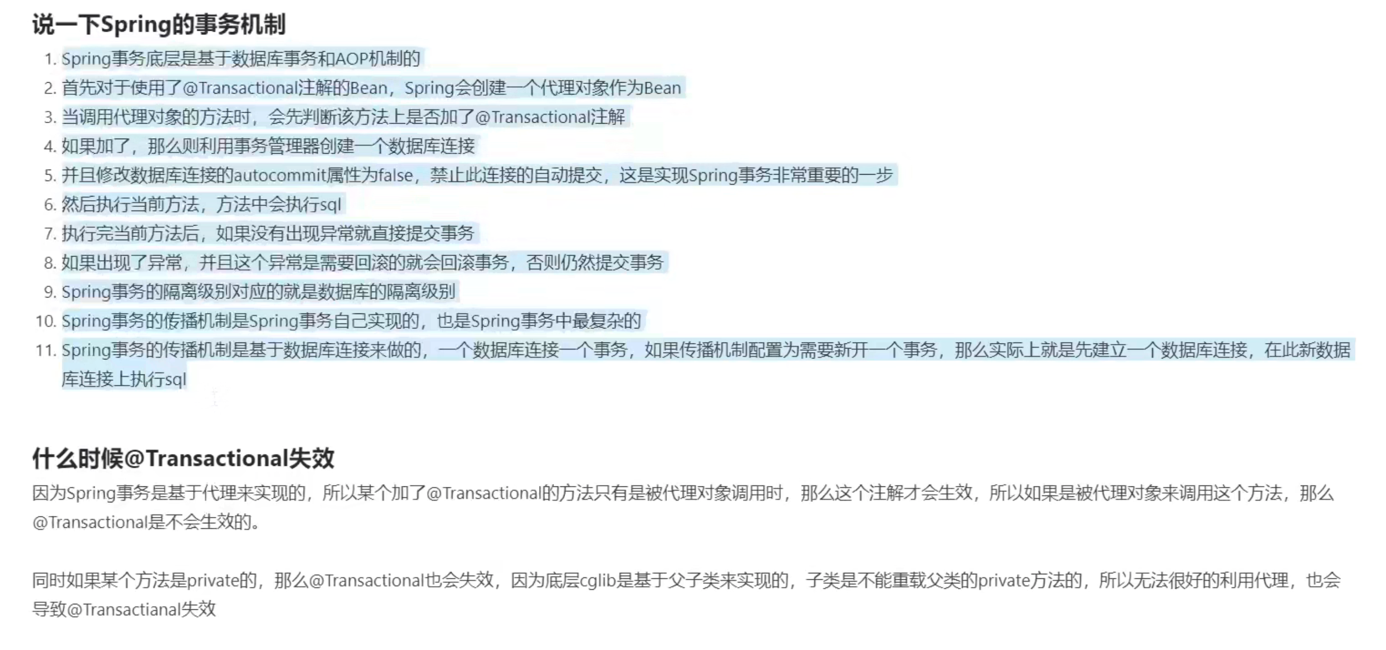 说一下Spring的事务机制
1. Spring事务底层是基于数据库事务和AOP机制的
2. 首先对于使用了@Transactional注解的Bean，Spring会创建一个代理对象作为Bean
3. 当调用代理对象的方法时，会先判断该方法上是否加了@Transactional注解
4. 如果加了，那么则利用事务管理器创建一个数据库连接
5. 并且修改数据库连接的autocommit属性为false，禁止此连接的自动提交，这是实现Spring事务非常重要的一步
6. 然后执行当前方法，方法中会执行sql
7. 执行完当前方法后，如果没有出现异常就直接提交事务
8. 如果出现了异常，并且这个异常是需要回滚的就会回滚事务，否则仍然提交事务
9. Spring事务的隔离级别对应的就是数据库的隔离级别
10. Spring事务的传播机制是Spring事务自己实现的，也是Spring事务中最复杂的
11. Spring事务的传播机制是基于数据库连接来做的，一个数据库连接一个事务，如果传播机制配置为需要新开一个事务，那么实际上就是先建立一个数据库连接，在此新数据
库连接上执行sql
什么时候@Transactional失效
因为Spring事务是基于代理来实现的，所以某个加了@Transactional的方法只有是被代理对象调用时，那么这个注解才会生效，所以如果是被代理对象来调用这个方法，那么
@Transactional是不会生效的。
同时如果某个方法是private的，那么@Transactional也会失效，因为底层cglib是基于父子类来实现的，子类是不能重载父类的private方法的，所以无法很好的利用代理，也会
导致@Transactianal失效